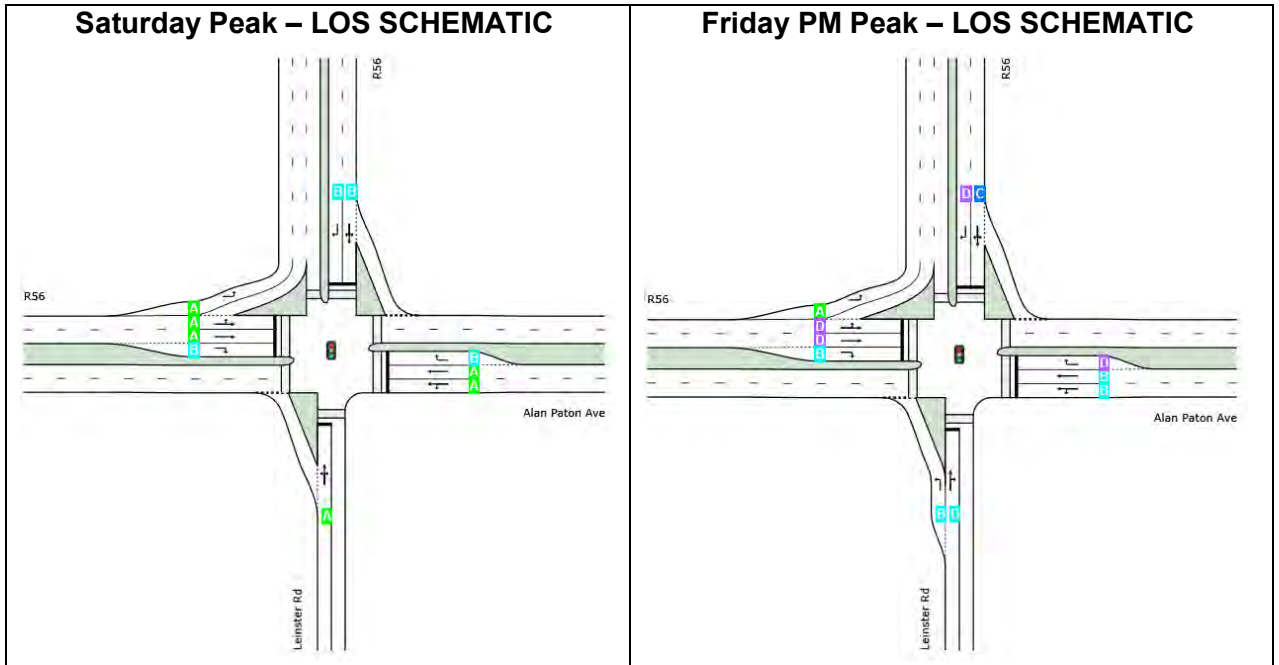 Saturday Peak – LOS SCHEMATIC
R56
B B
R56
A
A
A
B
B
A
A
Alan Paton Ave
A
Leinster Rd
Friday PM Peak – LOS SCHEMATIC
R56
D C
R56
A
D
D
B
D
B
B
Alan Paton Ave
B D
Leinster Rd